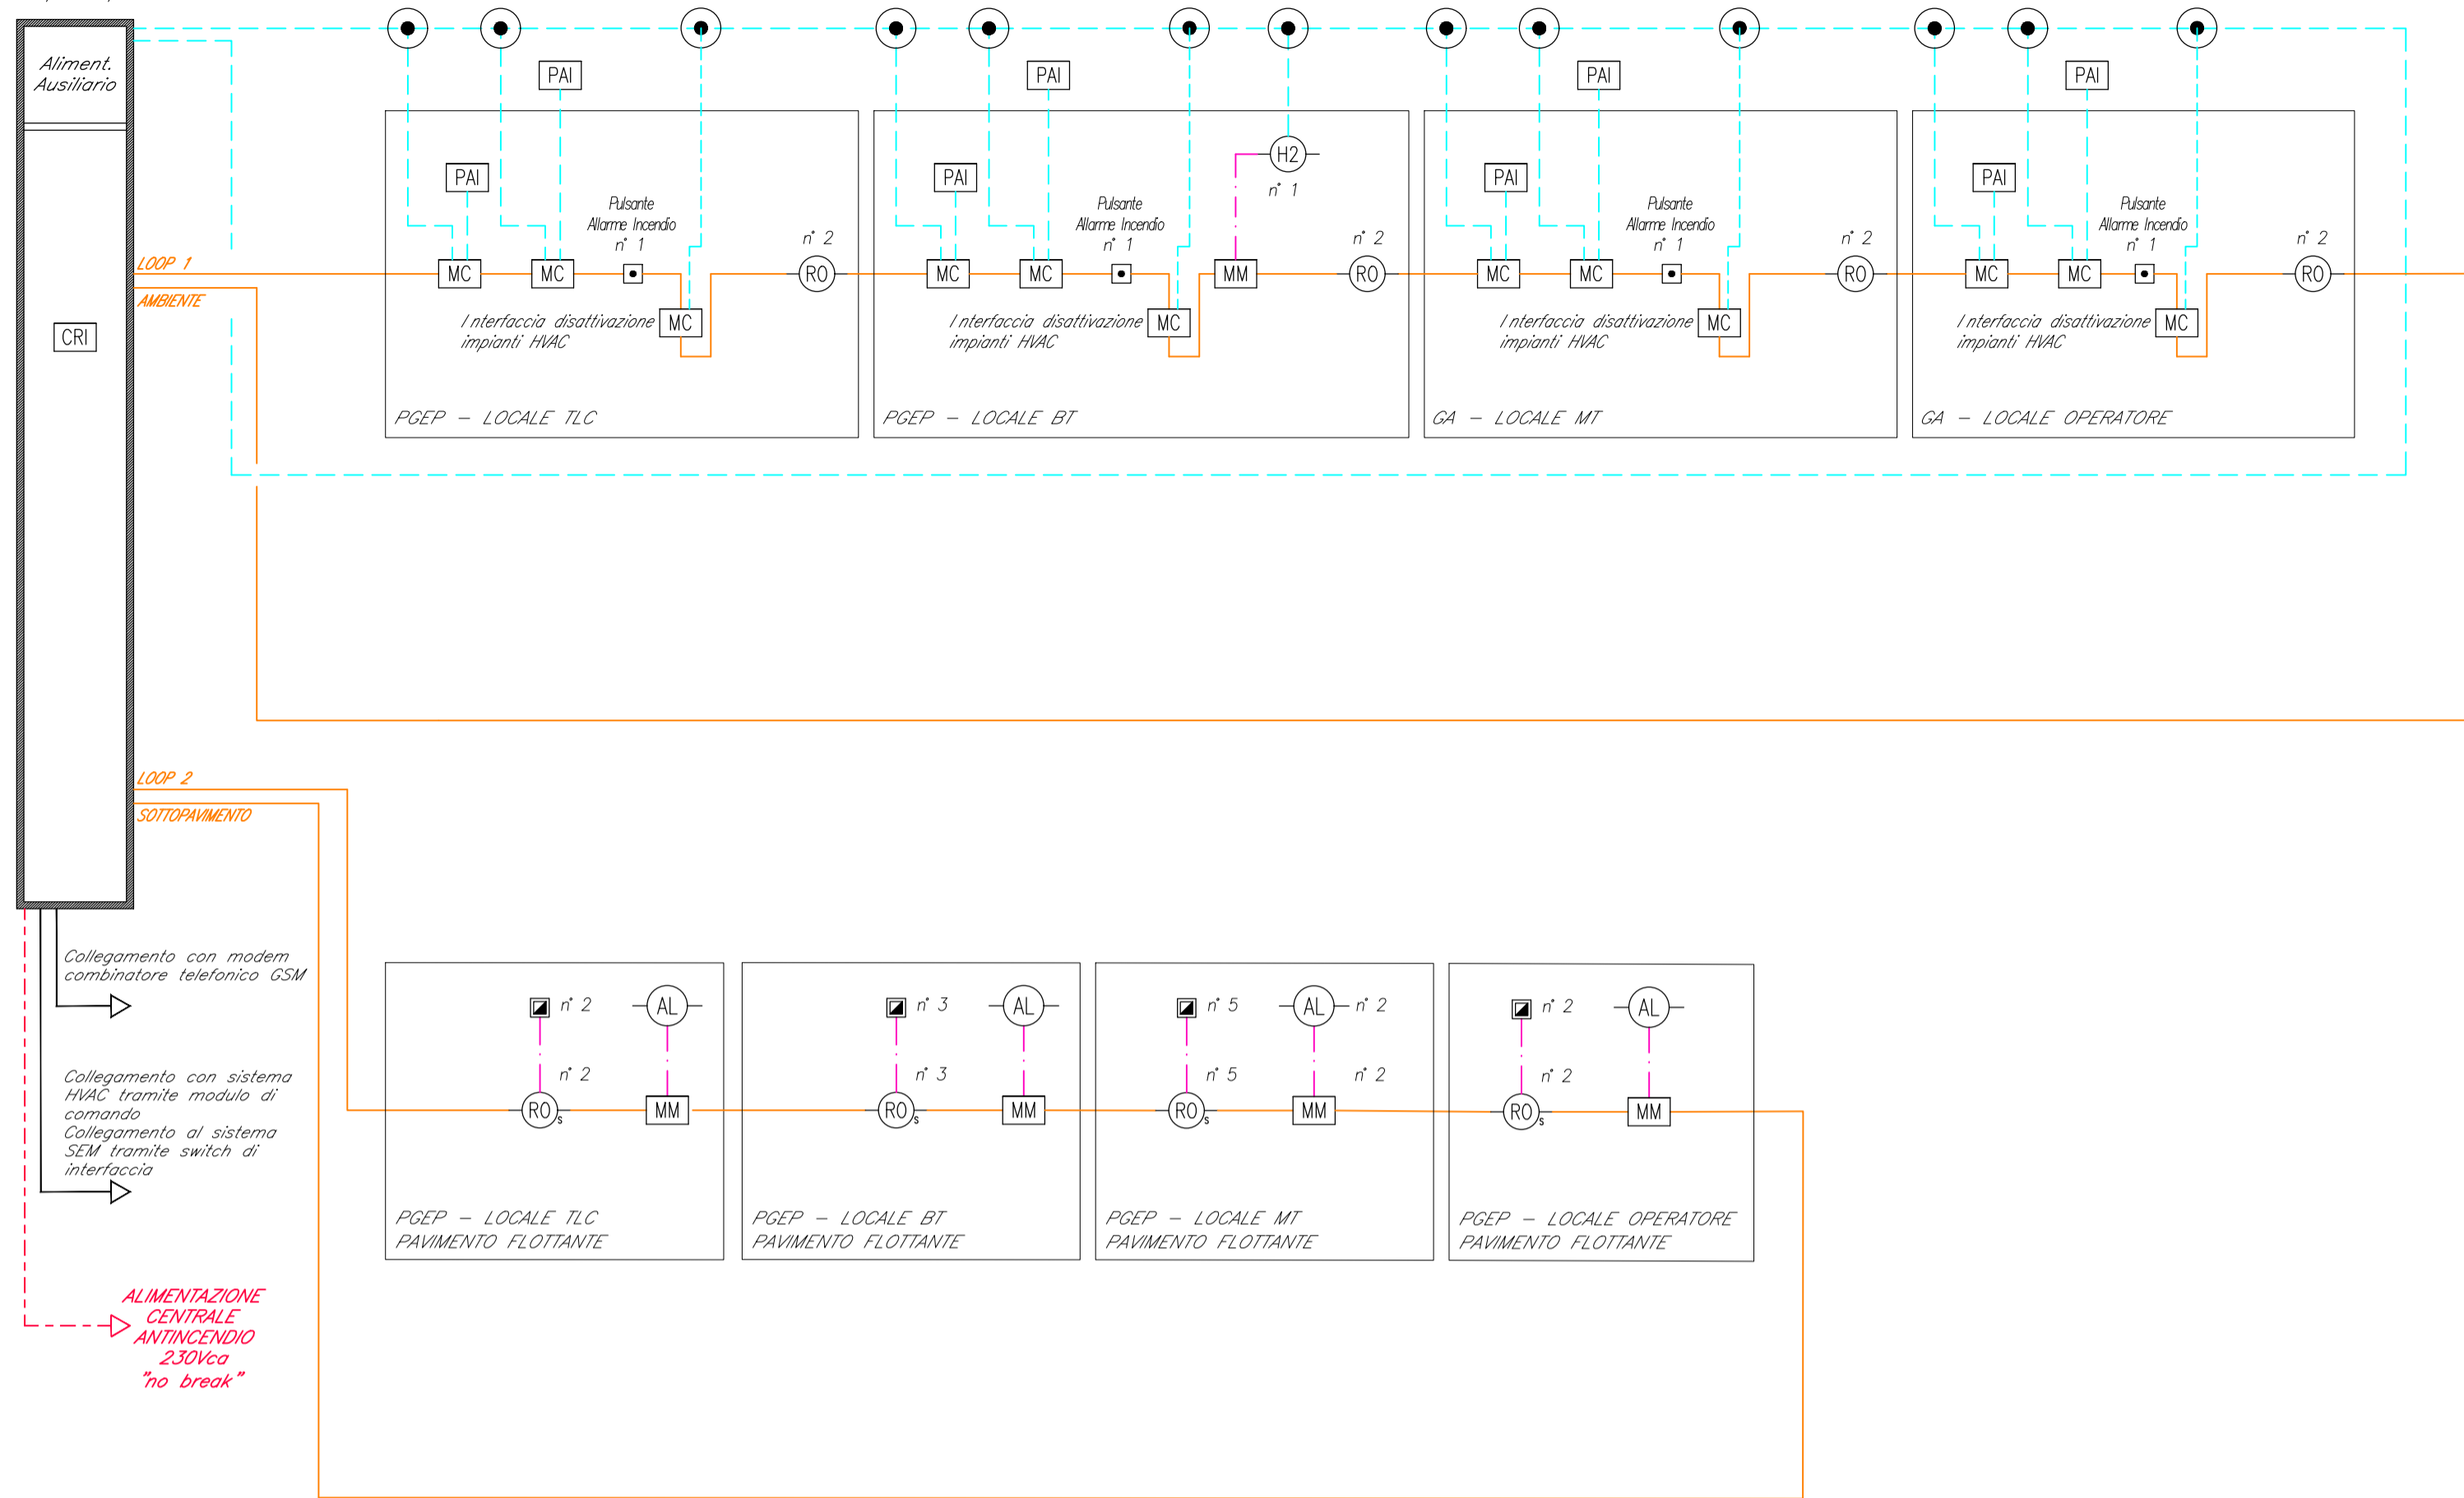 Aliment.
Ausiliario
CRI
LOOP 1
AMBIENTE
LOOP 2
SOTTOPAVIMENTO
PAI
PAI
Pulsante
Allarme Incendio
n° 1
n° 2
MC
MC
RO
Interfaccia disattivazione
impianti HVAC
MC
PGEP - LOCALE TLC
PAI
PAI
H2
n° 1
Pulsante
Allarme Incendio
n° 1
n° 2
MC
MC
MM
RO
Interfaccia disattivazione
impianti HVAC
MC
PGEP - LOCALE BT
PAI
PAI
Pulsante
Allarme Incendio
n° 1
n° 2
MC
MC
RO
Interfaccia disattivazione
impianti HVAC
MC
GA - LOCALE MT
PAI
PAI
Pulsante
Allarme Incendio
n° 1
n° 2
MC
MC
RO
Interfaccia disattivazione
impianti HVAC
MC
GA - LOCALE OPERATORE
Collegamento con modem
combinatore telefonico GSM
Collegamento con sistema
HVAC tramite modulo di
comando
Collegamento al sistema
SEM tramite switch di
interfaccia
ALIMENTAZIONE
CENTRALE
ANTINCENDIO
230Vca
"no break"
n° 2
AL
n° 2
ROs
MM
PGEP - LOCALE TLC
PAVIMENTO FLOTTANTE
n° 3
AL
n° 3
ROs
MM
PGEP - LOCALE BT
PAVIMENTO FLOTTANTE
n° 5
AL
n° 2
n° 5
n° 2
ROs
MM
PGEP - LOCALE MT
PAVIMENTO FLOTTANTE
n° 2
AL
n° 2
ROs
MM
PGEP - LOCALE OPERATORE
PAVIMENTO FLOTTANTE